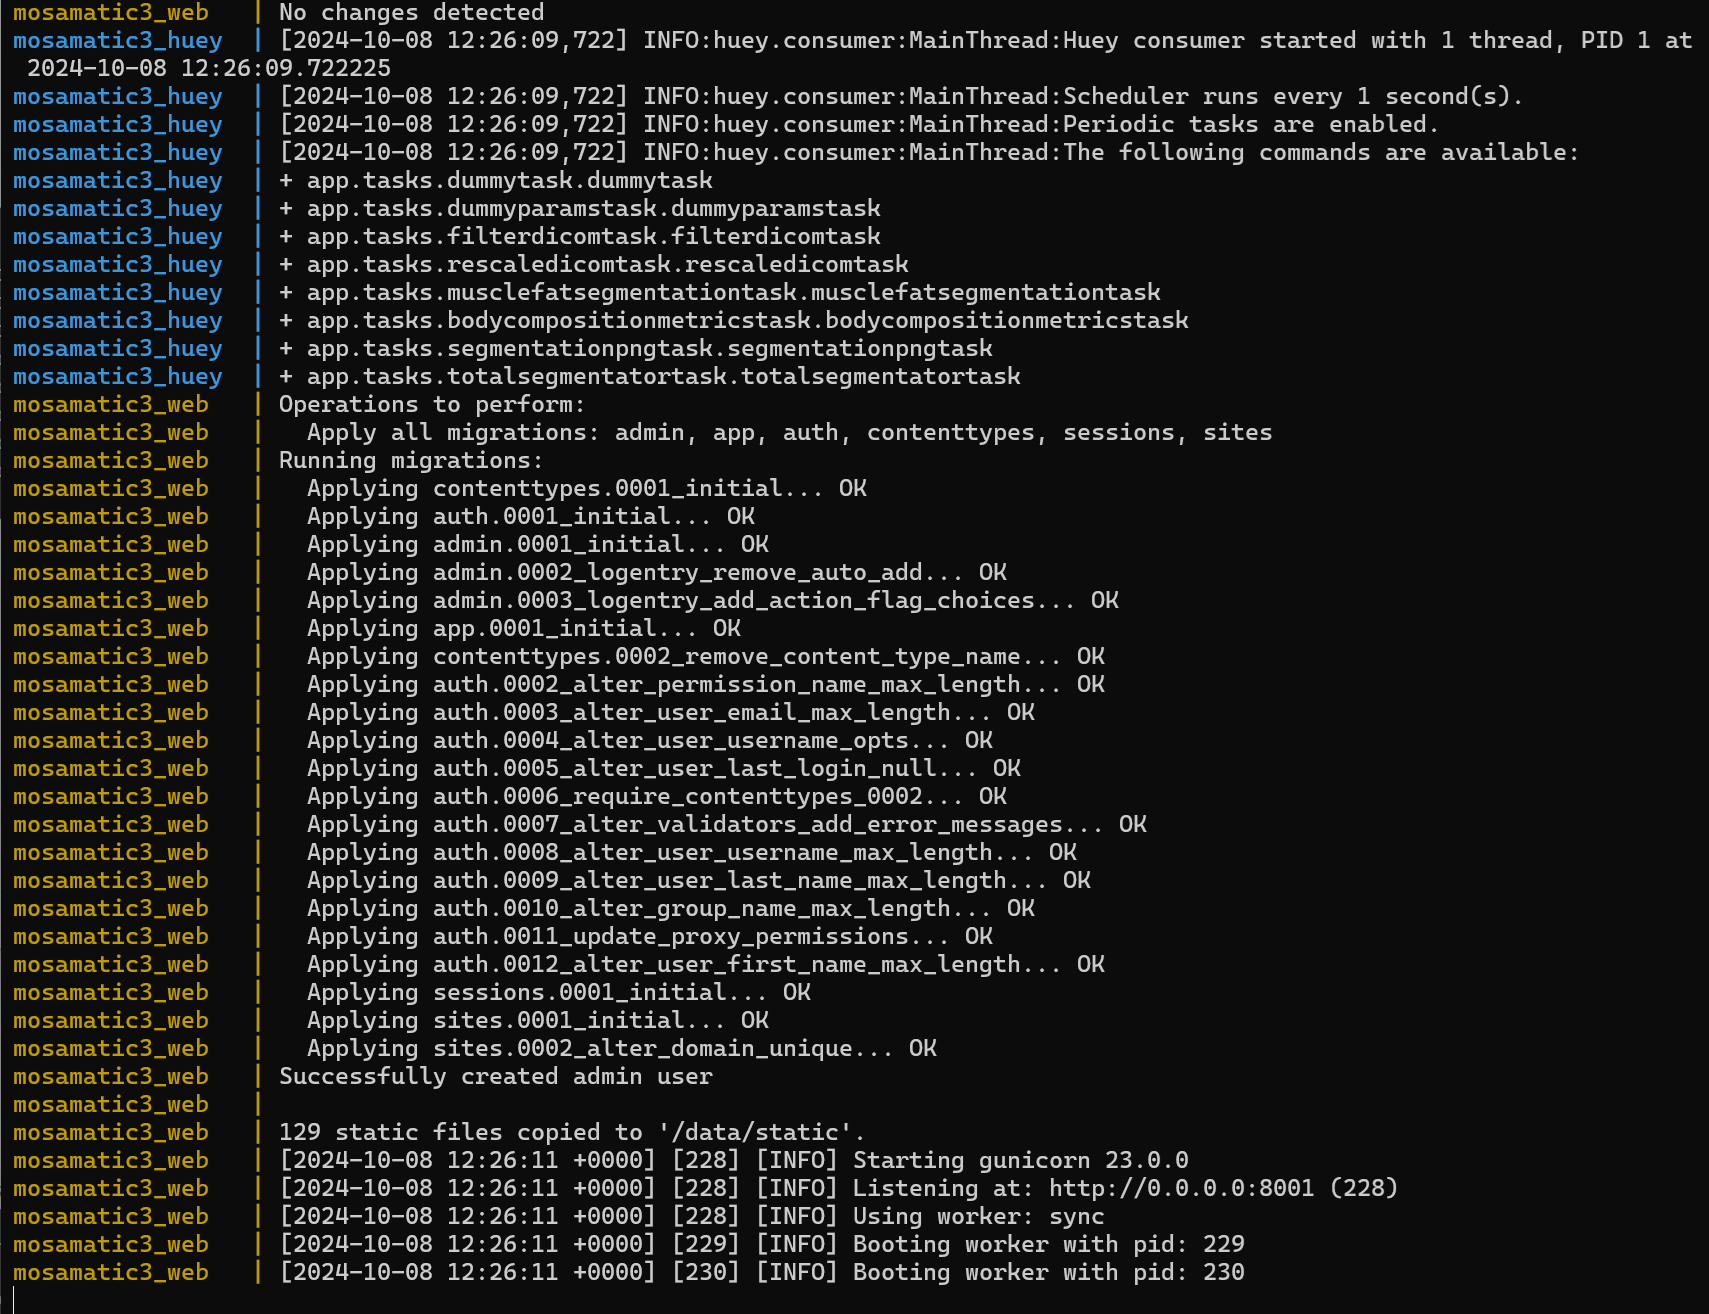 mosamatic3_web   | No changes detected
mosamatic3_huey  | [2024-10-08 12:26:09,722] INFO:huey.consumer:MainThread:Huey consumer started with 1 thread, PID 1 at
 2024-10-08 12:26:09.722225
mosamatic3_huey  | [2024-10-08 12:26:09,722] INFO:huey.consumer:MainThread:Scheduler runs every 1 second(s).
mosamatic3_huey  | [2024-10-08 12:26:09,722] INFO:huey.consumer:MainThread:Periodic tasks are enabled.
mosamatic3_huey  | [2024-10-08 12:26:09,722] INFO:huey.consumer:MainThread:The following commands are available:
mosamatic3_huey  | + app.tasks.dummytask.dummytask
mosamatic3_huey  | + app.tasks.dummyparamstask.dummyparamstask
mosamatic3_huey  | + app.tasks.filterdicomtask.filterdicomtask
mosamatic3_huey  | + app.tasks.rescaledicomtask.rescaledicomtask
mosamatic3_huey  | + app.tasks.musclefatsegmentationtask.musclefatsegmentationtask
mosamatic3_huey  | + app.tasks.bodycompositionmetricstask.bodycompositionmetricstask
mosamatic3_huey  | + app.tasks.segmentationpngtask.segmentationpngtask
mosamatic3_huey  | + app.tasks.totalsegmentatortask.totalsegmentatortask
mosamatic3_web   | Operations to perform:
mosamatic3_web   |   Apply all migrations: admin, app, auth, contenttypes, sessions, sites
mosamatic3_web   | Running migrations:
mosamatic3_web   |   Applying contenttypes.0001_initial... OK
mosamatic3_web   |   Applying auth.0001_initial... OK
mosamatic3_web   |   Applying admin.0001_initial... OK
mosamatic3_web   |   Applying admin.0002_logentry_remove_auto_add... OK
mosamatic3_web   |   Applying admin.0003_logentry_add_action_flag_choices... OK
mosamatic3_web   |   Applying app.0001_initial... OK
mosamatic3_web   |   Applying contenttypes.0002_remove_content_type_name... OK
mosamatic3_web   |   Applying auth.0002_alter_permission_name_max_length... OK
mosamatic3_web   |   Applying auth.0003_alter_user_email_max_length... OK
mosamatic3_web   |   Applying auth.0004_alter_user_username_opts... OK
mosamatic3_web   |   Applying auth.0005_alter_user_last_login_null... OK
mosamatic3_web   |   Applying auth.0006_require_contenttypes_0002... OK
mosamatic3_web   |   Applying auth.0007_alter_validators_add_error_messages... OK
mosamatic3_web   |   Applying auth.0008_alter_user_username_max_length... OK
mosamatic3_web   |   Applying auth.0009_alter_user_last_name_max_length... OK
mosamatic3_web   |   Applying auth.0010_alter_group_name_max_length... OK
mosamatic3_web   |   Applying auth.0011_update_proxy_permissions... OK
mosamatic3_web   |   Applying auth.0012_alter_user_first_name_max_length... OK
mosamatic3_web   |   Applying sessions.0001_initial... OK
mosamatic3_web   |   Applying sites.0001_initial... OK
mosamatic3_web   |   Applying sites.0002_alter_domain_unique... OK
mosamatic3_web   | Successfully created admin user
mosamatic3_web   |
mosamatic3_web   | 129 static files copied to '/data/static'.
mosamatic3_web   | [2024-10-08 12:26:11 +0000] [228] [INFO] Starting gunicorn 23.0.0
mosamatic3_web   | [2024-10-08 12:26:11 +0000] [228] [INFO] Listening at: http://0.0.0.0:8001 (228)
mosamatic3_web   | [2024-10-08 12:26:11 +0000] [228] [INFO] Using worker: sync
mosamatic3_web   | [2024-10-08 12:26:11 +0000] [229] [INFO] Booting worker with pid: 229
mosamatic3_web   | [2024-10-08 12:26:11 +0000] [230] [INFO] Booting worker with pid: 230